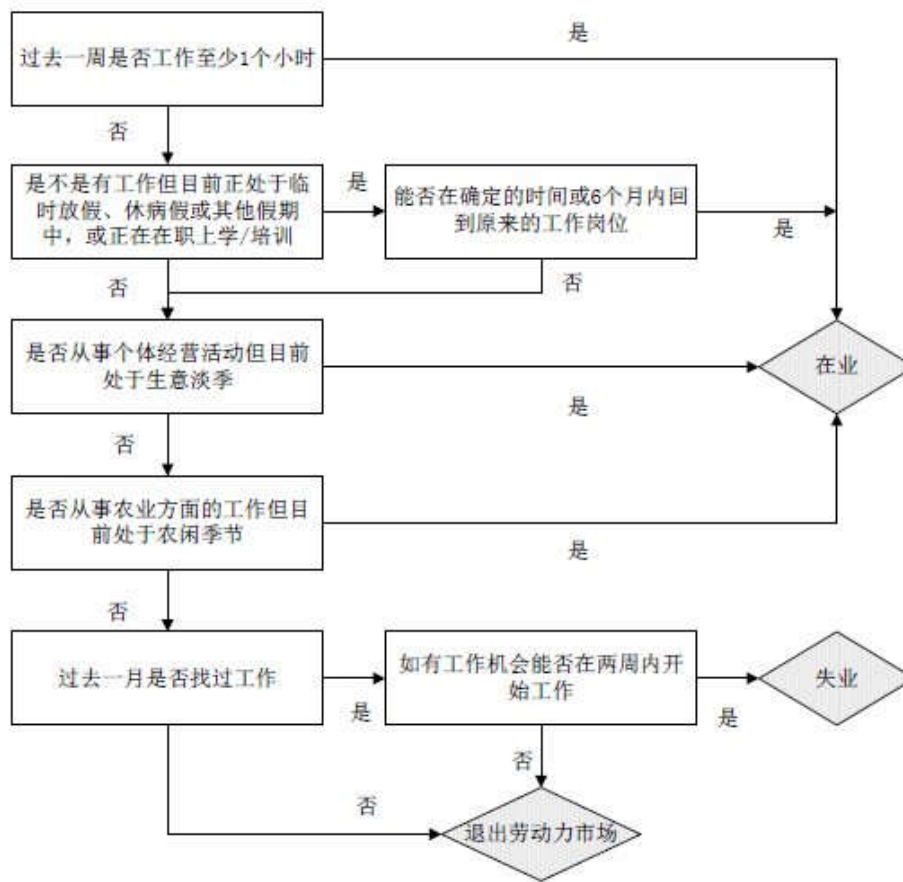 过去一周是否工作至少1个小时
是
否
是不是有工作但目前正处于临
时放假、休病假或其他假期
中，或正在在职上学/培训
是
能否在确定的时间或6个月内回
到原来的工作岗位
是
否
否
是否从事个体经营活动但目前
处于生意淡季
在业
是
否
是否从事农业方面的工作但目
前处于农闲季节
是
否
过去一月是否找过工作
是
如有工作机会能否在两周内开
始工作
是
失业
否
否
退出劳动力市场